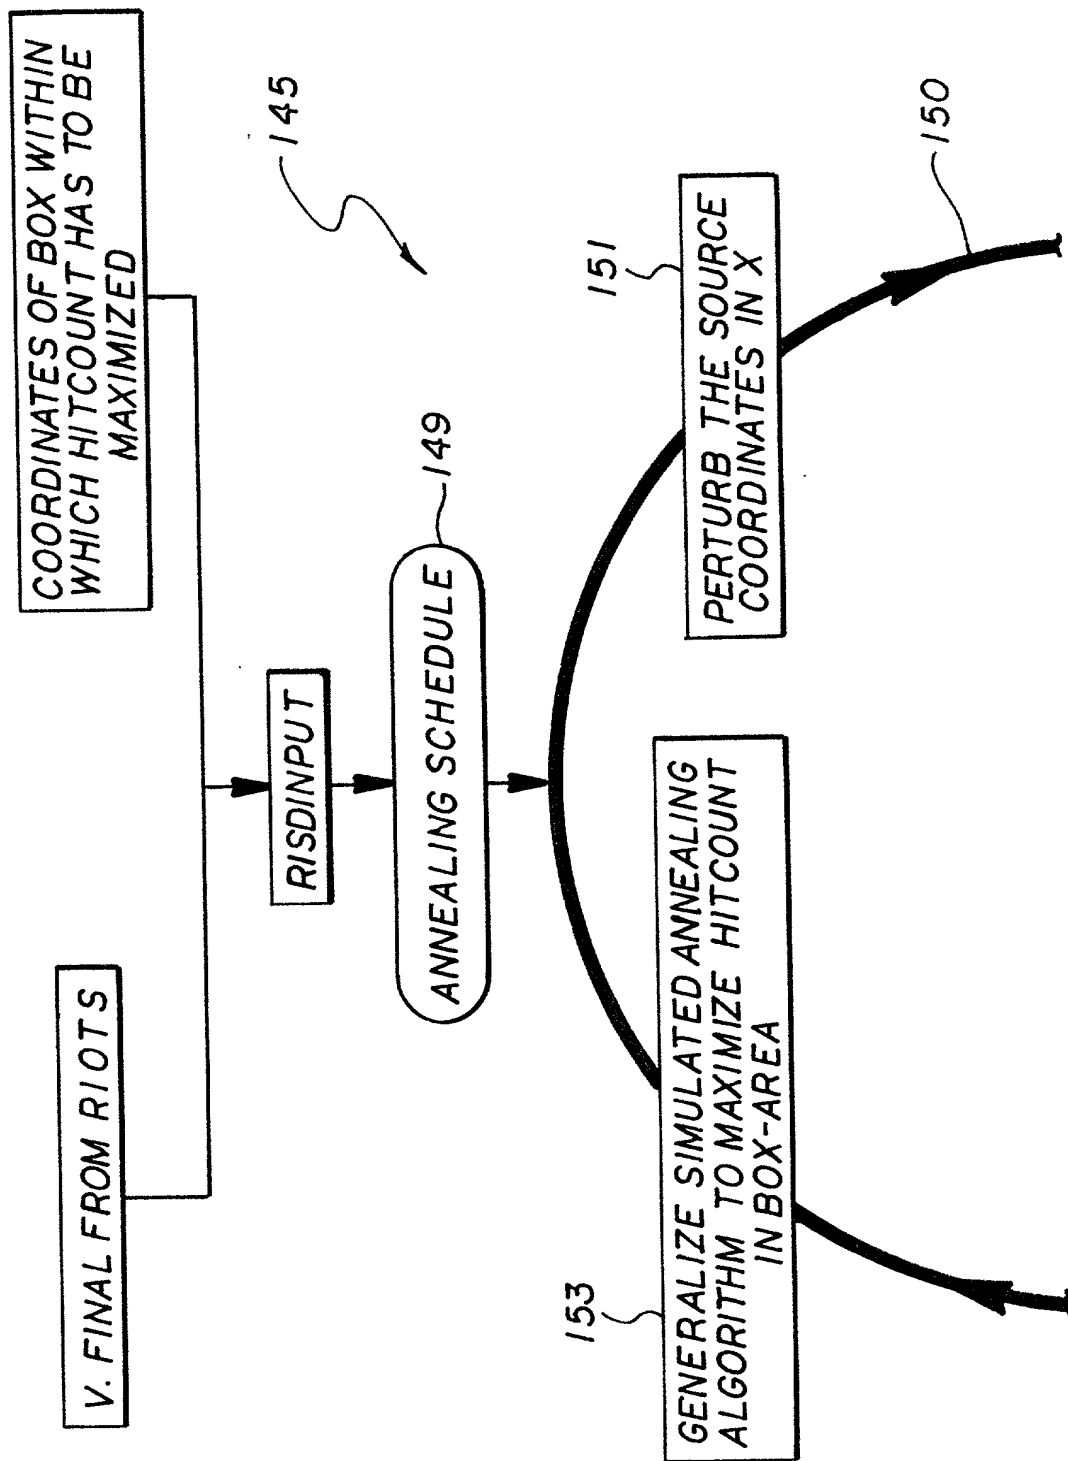 V. FINAL FROM RIOTS
COORDINATES OF BOX WITHIN
WHICH HITCOUNT HAS TO BE
MAXIMIZED
145
RISDINPUT
ANNEALING SCHEDULE
149
153
GENERALIZE SIMULATED ANNEALING
ALGORITHM TO MAXIMIZE HITCOUNT
IN BOX-AREA
151
PERTURB THE SOURCE
COORDINATES IN X
150